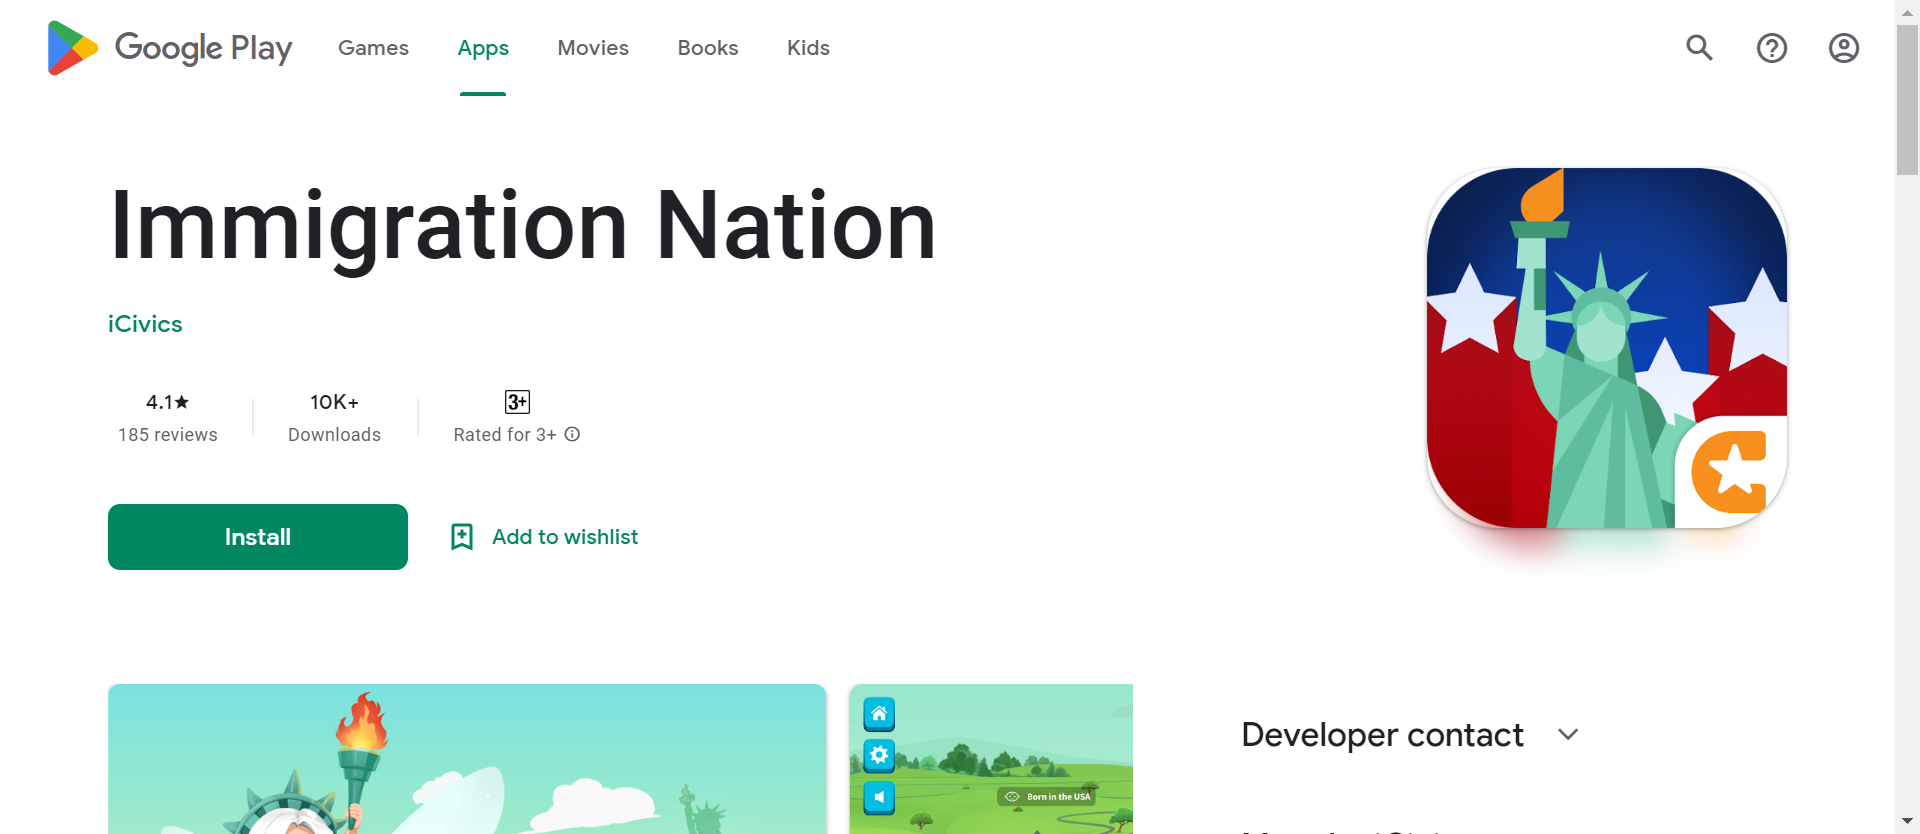 Google Play
Games
Apps
Movies
Books
Kids
Immigration Nation
iCivics
4.1★
185 reviews
10K+
Downloads
3+
Rated for 3+
Install
Add to wishlist
Born in the USA
Developer contact